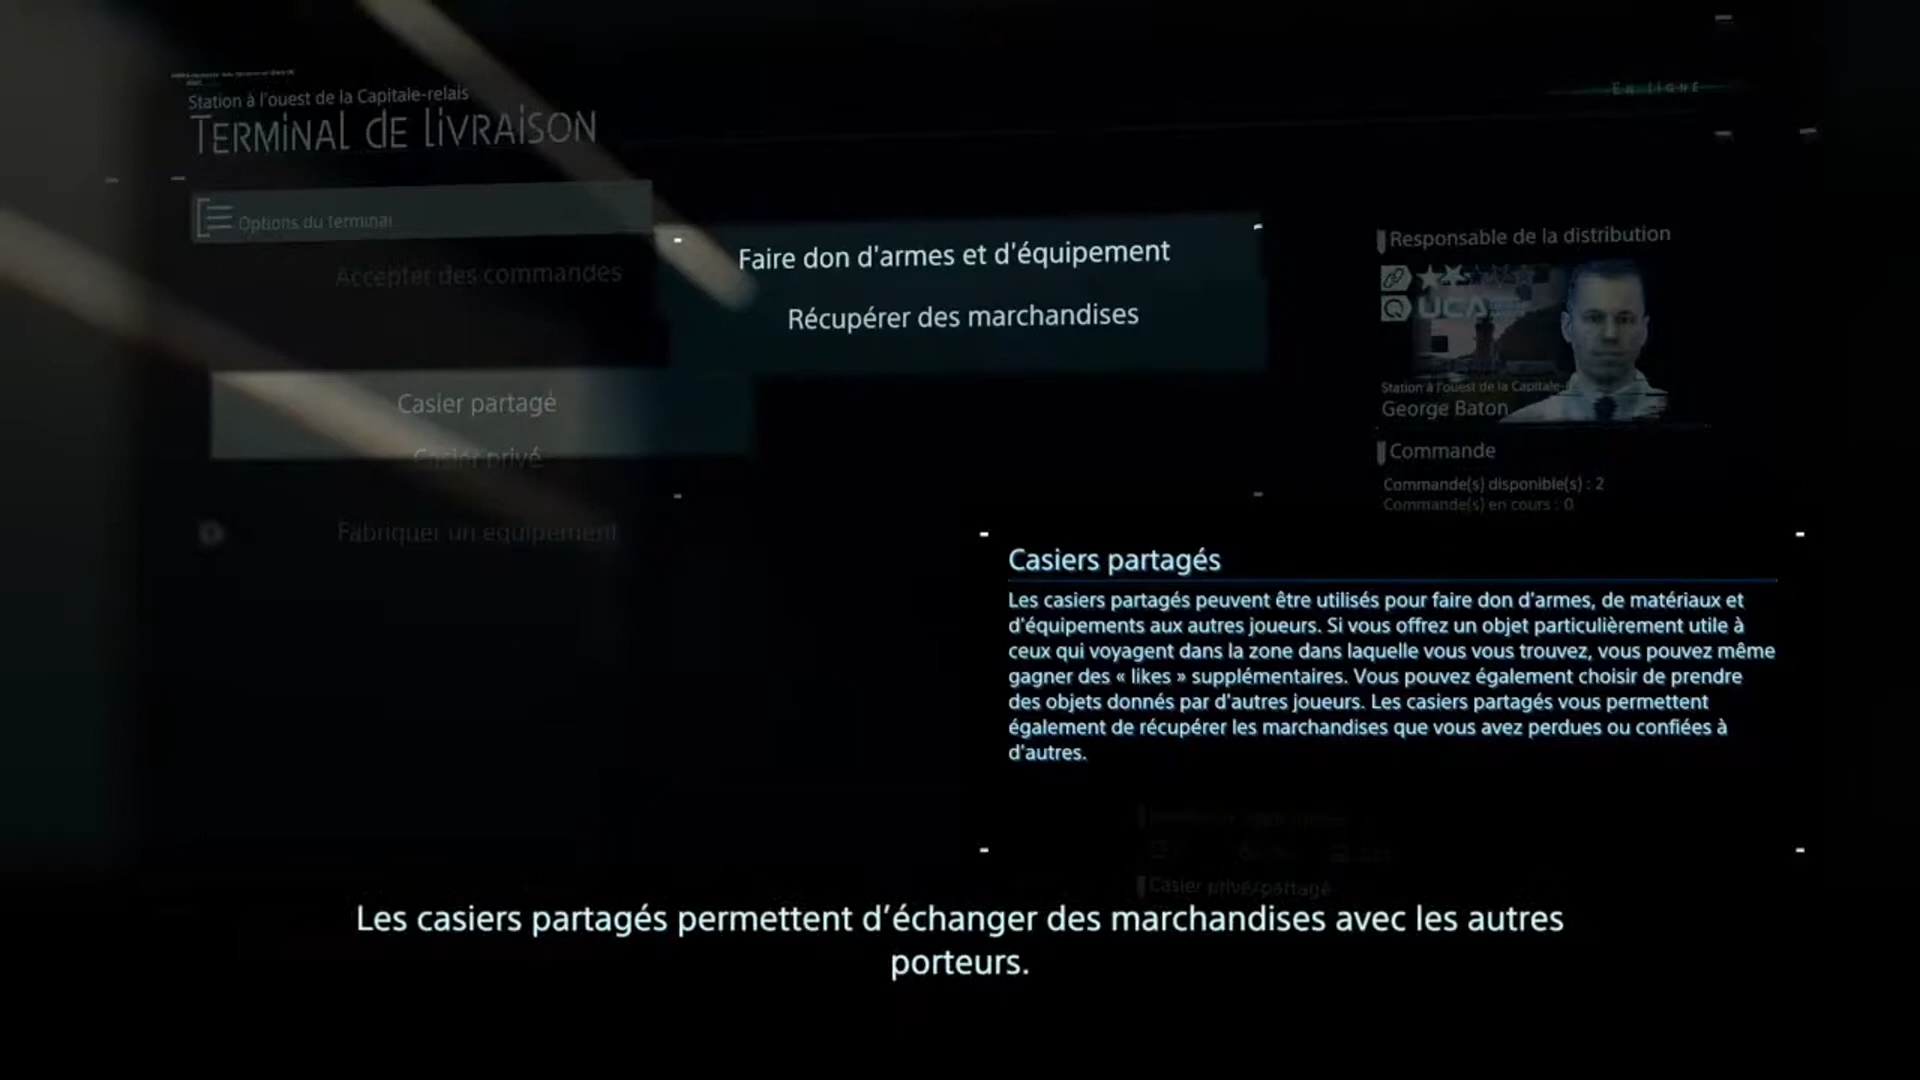 Station à l'ouest de la Capitale-relais
TERMINAL DE LIVRAISON
EN LIGNE
Options du terminal
Accepter des commandes
Faire don d'armes et d'équipement
Récupérer des marchandises
Casier partagé
Casier privé
Fabriquer un equipement
Responsable de la distribution
UCA
Station à l'ouest de la Capitale-
George Baton
Commande
Commande(s) disponible(s) : 2
Commande(s) en cours : 0
Casiers partagés
Les casiers partagés peuvent être utilisés pour faire don d'armes, de matériaux et
d'équipements aux autres joueurs. Si vous offrez un objet particulièrement utile à
ceux qui voyagent dans la zone dans laquelle vous vous trouvez, vous pouvez même
gagner des « likes » supplémentaires. Vous pouvez également choisir de prendre
des objets donnés par d'autres joueurs. Les casiers partagés vous permettent
également de récupérer les marchandises que vous avez perdues ou confiées à
d'autres.
Casier privé/partagé
Les casiers partagés permettent d’échanger des marchandises avec les autres
porteurs.